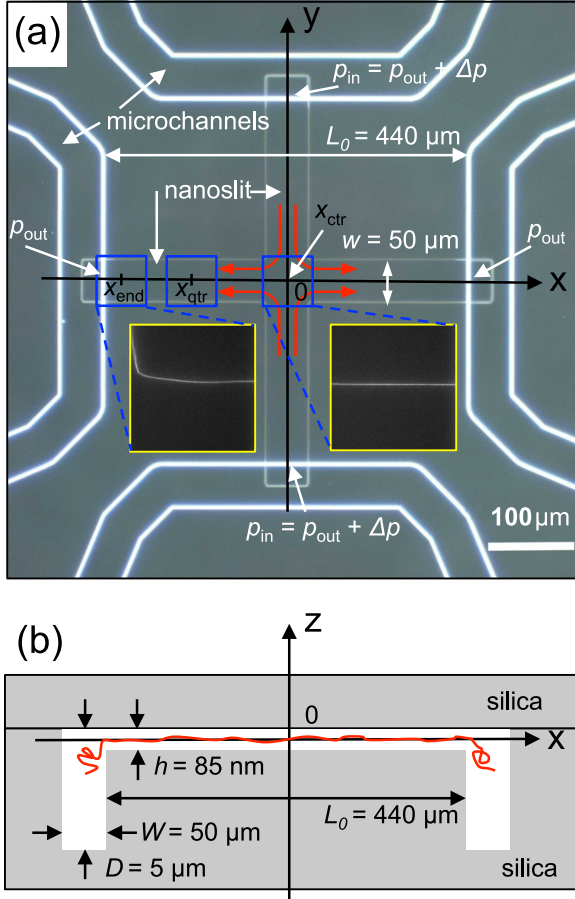 (a)
y
p_in = p_out + Δp
microchannels
L_0 = 440 µm
nanoslit
x_ctr
p_out
w = 50 µm
p_out
x
x_end
x_qtr
0
p_in = p_out + Δp
100 µm
(b)
z
silica
0
x
h = 85 nm
L_0 = 440 µm
W = 50 µm
D = 5 µm
silica